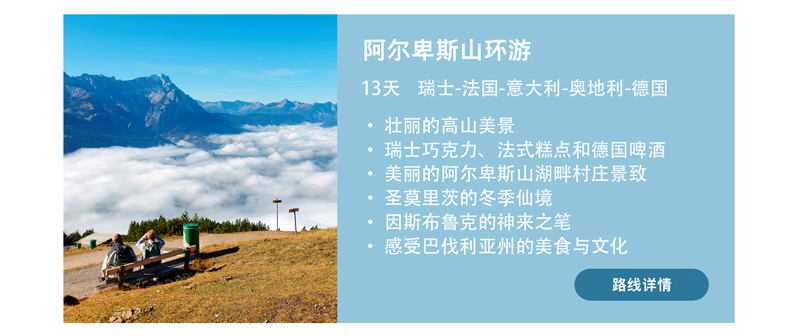 阿尔卑斯山环游
13天 瑞士-法国-意大利-奥地利-德国
• 壮丽的高山美景
• 瑞士巧克力、法式糕点和德国啤酒
• 美丽的阿尔卑斯山湖畔村庄景致
• 圣莫里茨的冬季仙境
• 因斯布鲁克的神来之笔
• 感受巴伐利亚州的美食与文化
路线详情